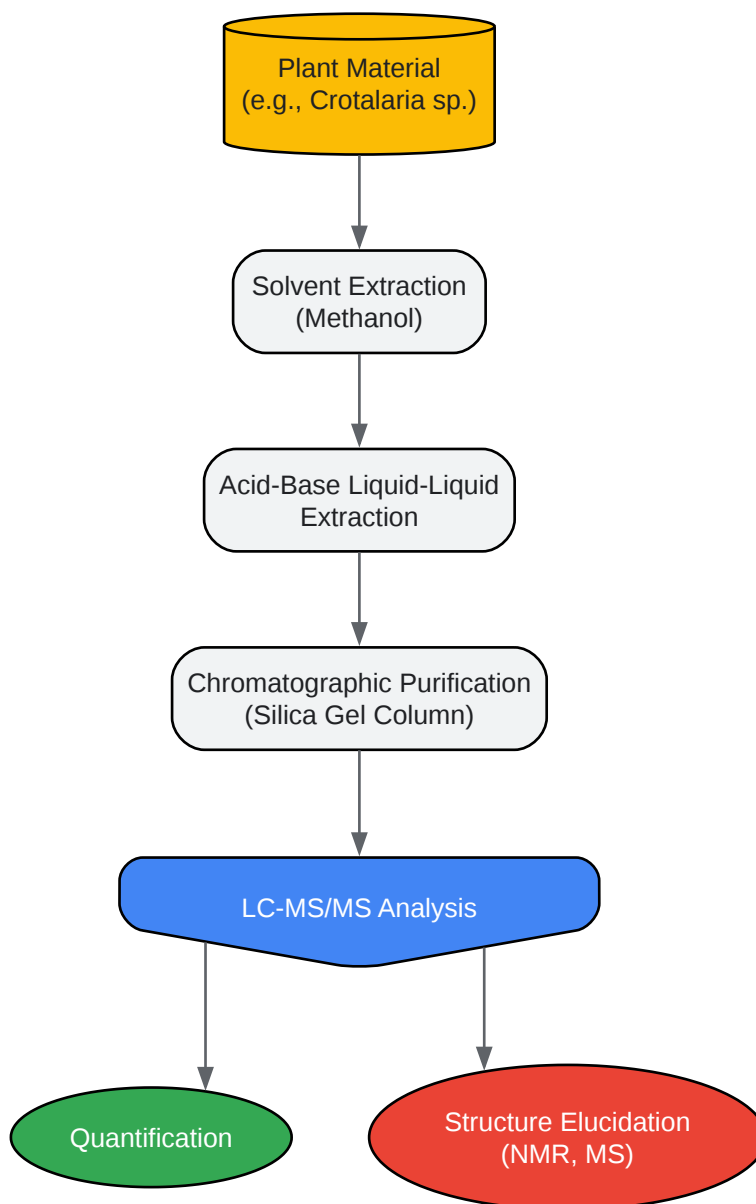 Plant Material
(e.g., Crotalaria sp.)
Solvent Extraction
(Methanol)
Acid-Base Liquid-Liquid
Extraction
Chromatographic Purification
(Silica Gel Column)
LC-MS/MS Analysis
Quantification
Structure Elucidation
(NMR, MS)